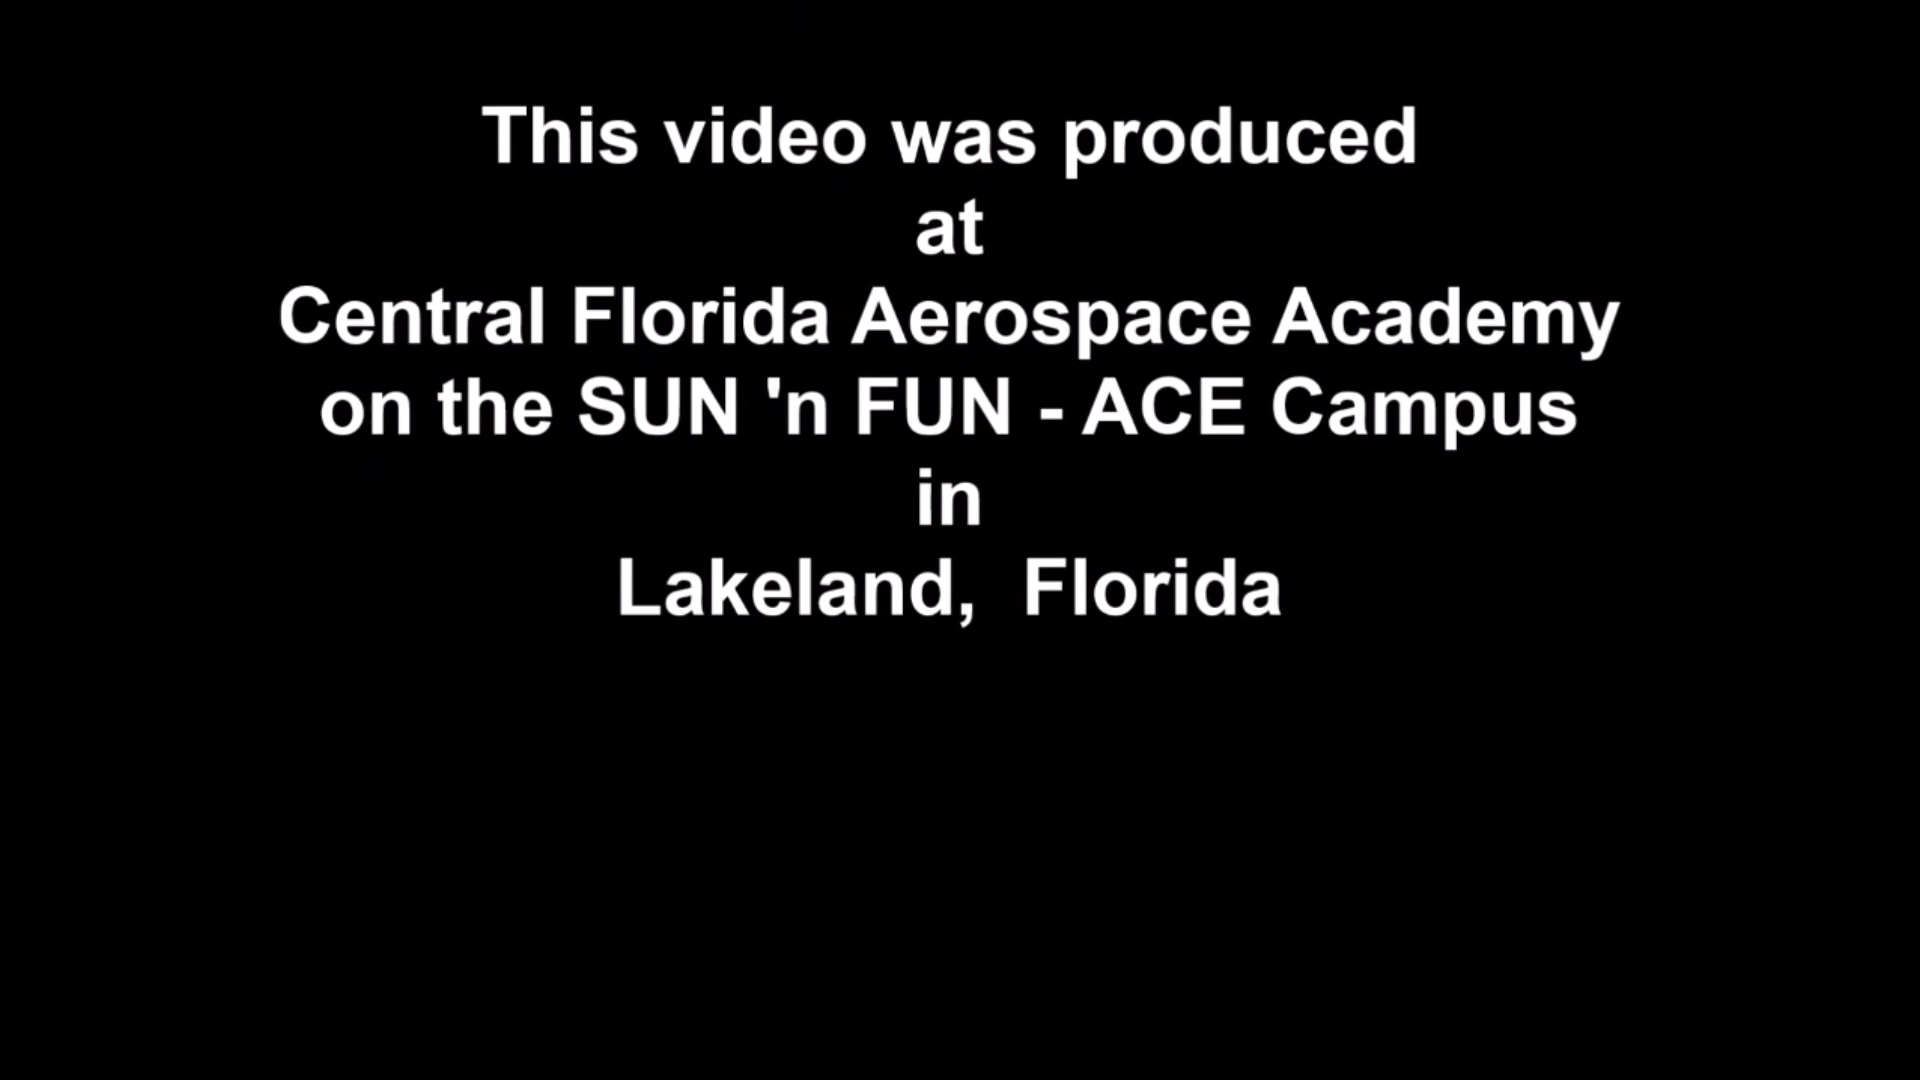 This video was produced
at
Central Florida Aerospace Academy
on the SUN 'n FUN - ACE Campus
in
Lakeland,  Florida